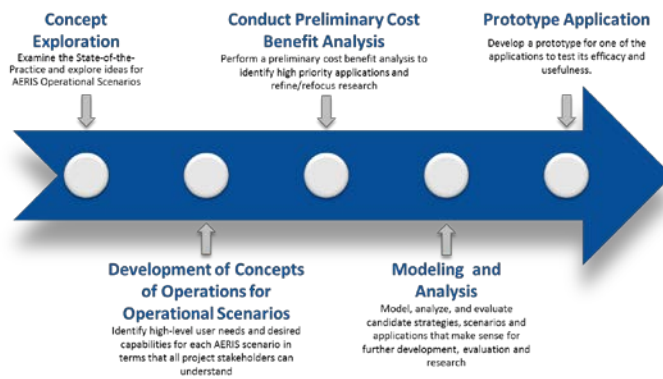 Concept
Exploration
Examine the State-of-the-
Practice and explore ideas for
AERIS Operational Scenarios
Conduct Preliminary Cost
Benefit Analysis
Perform a preliminary cost benefit analysis to
identify high priority applications and
refine/refocus research
Prototype Application
Develop a prototype for one of the
applications to test its efficacy and
usefulness.
Development of Concepts
of Operations for
Operational Scenarios
Identify high-level user needs and desired
capabilities for each AERIS scenario in
terms that all project stakeholders can
understand
Modeling and
Analysis
Model, analyze, and evaluate
candidate strategies, scenarios and
applications that make sense for
further development, evaluation and
research